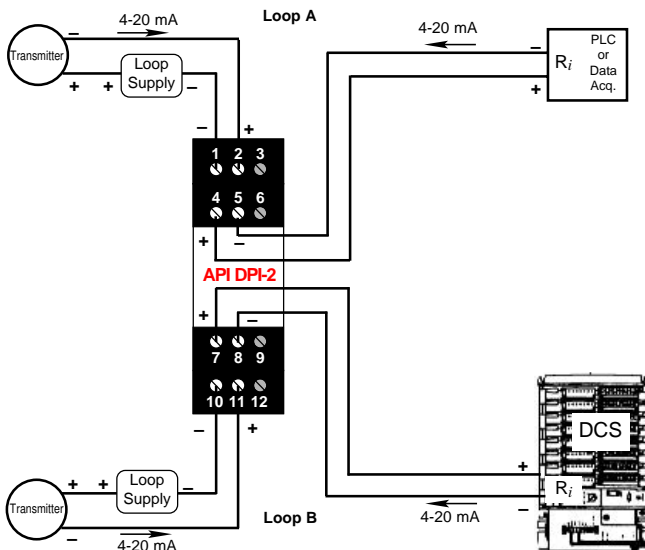 4-20 mA
Loop A
4-20 mA
Transmitter
−
+
+
Loop
Supply
−
−
+
R𝑖
PLC
or
Data
Acq.
−
+
1 2 3
4 5 6
+
−
API DPI-2
+
−
7 8 9
10 11 12
−
+
DCS
+
R𝑖
−
4-20 mA
Transmitter
+
+
Loop
Supply
−
−
4-20 mA
Loop B